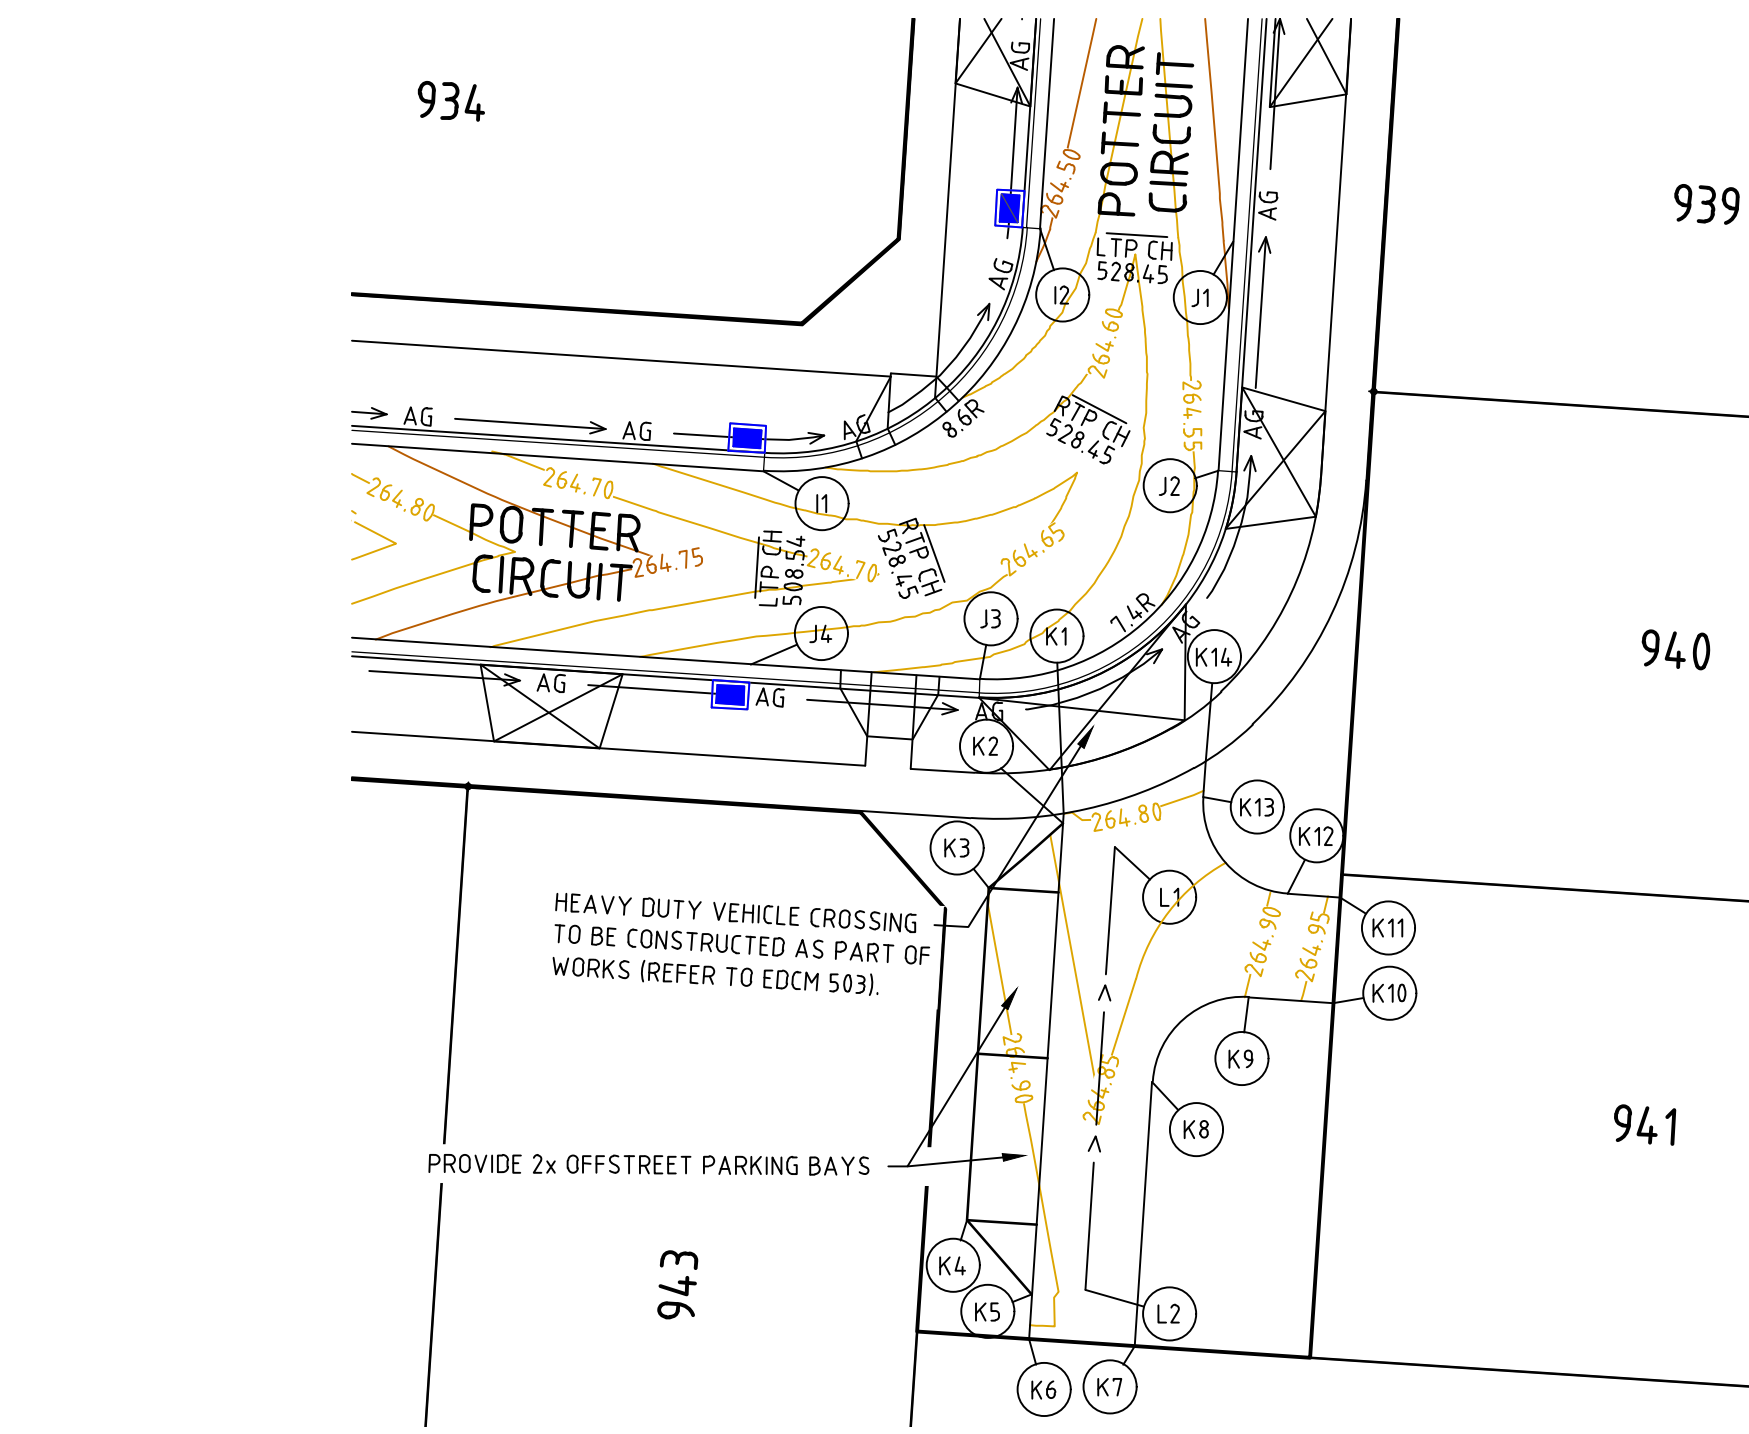 934
AG
POTTER
CIRCUIT
939
264.50
AG
LTP CH
528.45
AG
I2
J1
264.60
AG
AG
AG
8.6R
RTP CH
528.45
264.55
AG
264.80
264.70
I1
J2
POTTER
CIRCUIT
264.75
LTP CH
508.54
264.70
RTP CH
528.45
264.65
J4
J3
K1
7.4R
AG
K14
940
AG
AG
AG
K2
264.80
K13
K12
K3
HEAVY DUTY VEHICLE CROSSING
TO BE CONSTRUCTED AS PART OF
WORKS (REFER TO EDCM 503).
L1
264.90
264.95
K11
K10
264.90
264.85
K9
K8
941
PROVIDE 2x OFFSTREET PARKING BAYS
943
K4
K5
L2
K6
K7